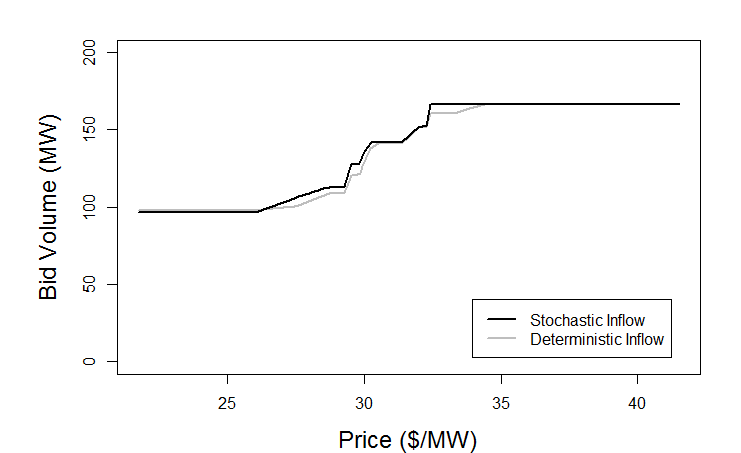 200
150
100
50
0
Bid Volume (MW)
Stochastic Inflow
Deterministic Inflow
25 30 35 40
Price ($/MW)